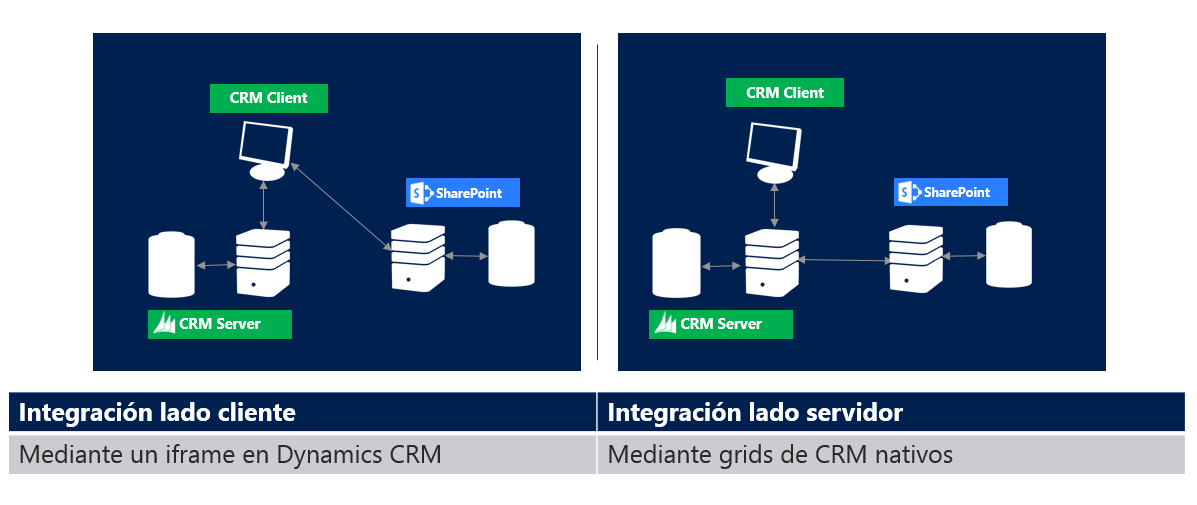 CRM Client
SharePoint
CRM Server
CRM Client
SharePoint
CRM Server
Integración lado cliente
Integración lado servidor
Mediante un iframe en Dynamics CRM
Mediante grids de CRM nativos